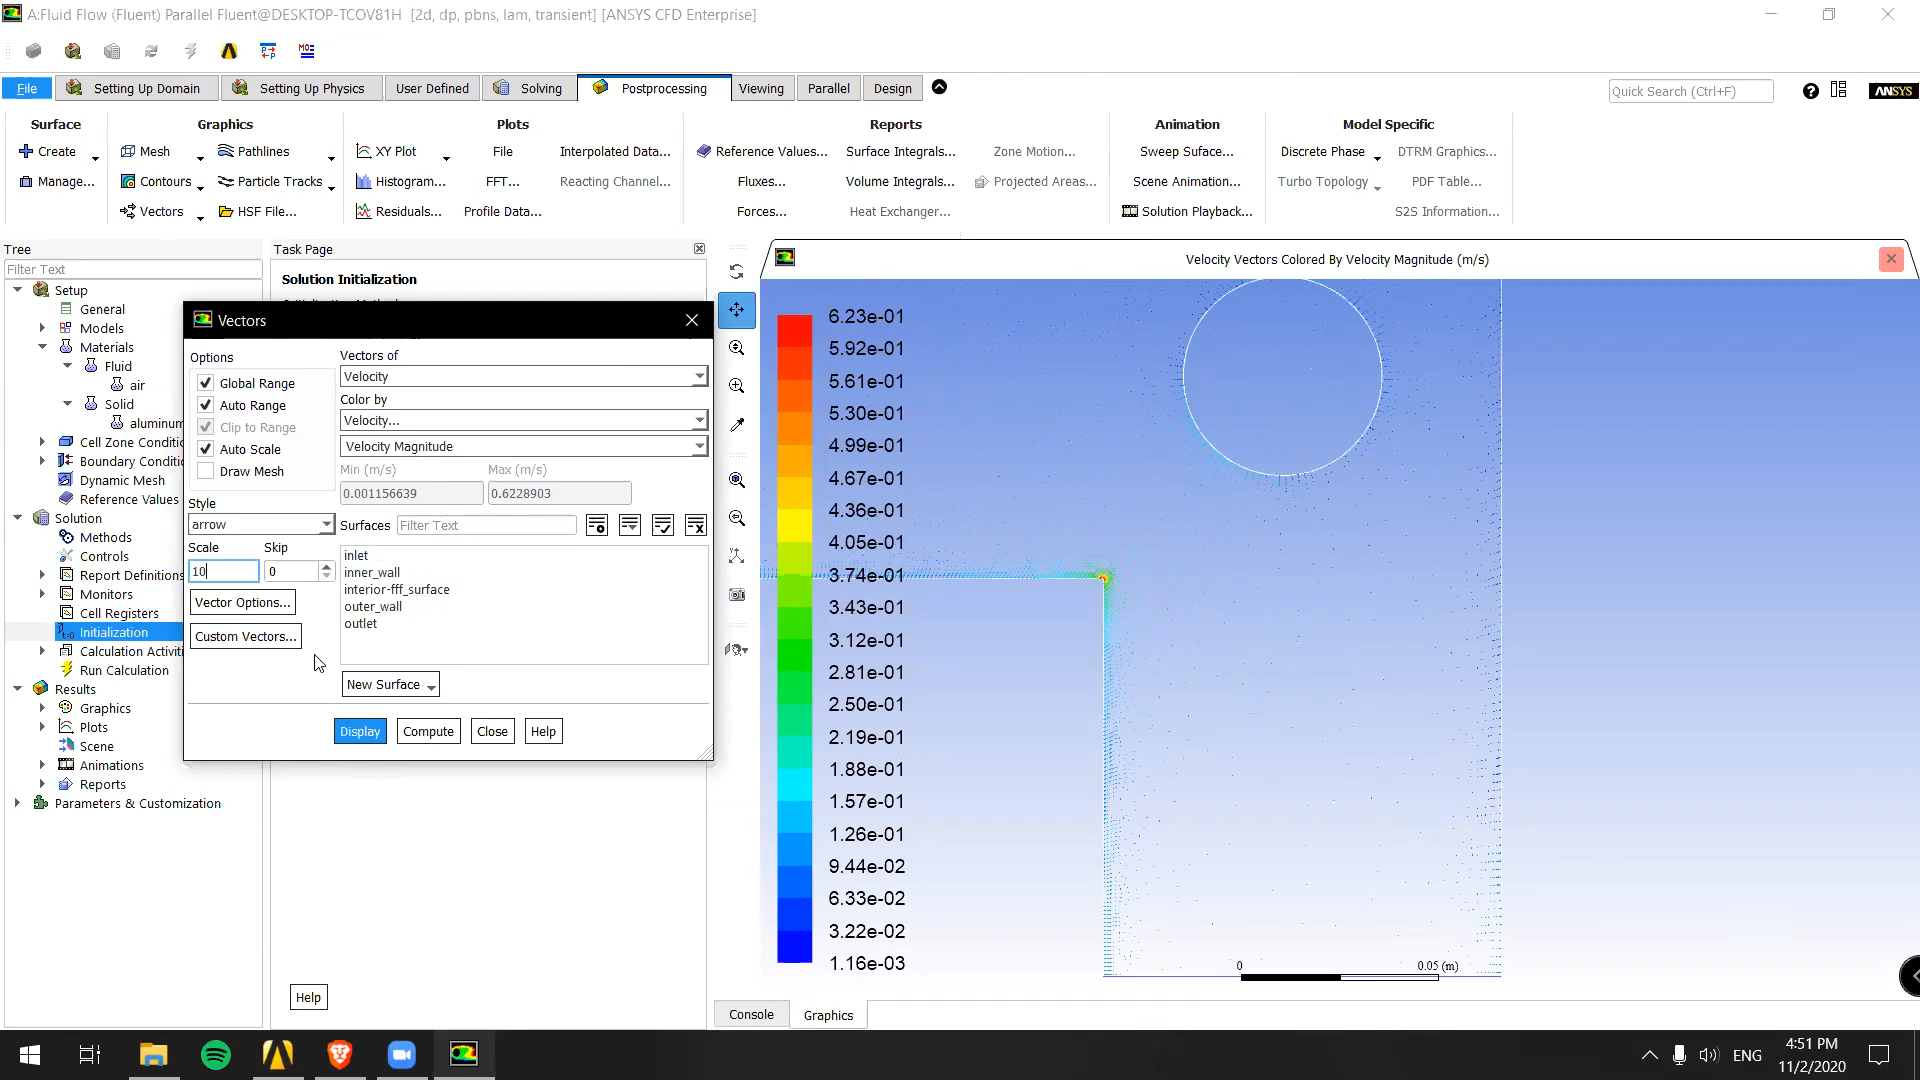 A:Fluid Flow (Fluent) Parallel Fluent@DESKTOP-TCOV81H [2d, dp, pbns, lam, transient] [ANSYS CFD Enterprise]
File Setting Up Domain Setting Up Physics User Defined Solving Postprocessing Viewing Parallel Design Quick Search (Ctrl+F) ANSYS
Surface Graphics Plots Reports Animation Model Specific
Create Mesh Pathlines XY Plot File Interpolated Data... Reference Values... Surface Integrals... Zone Motion... Sweep Suface... Discrete Phase DTRM Graphics...
Manage... Contours Particle Tracks Histogram... FFT... Reacting Channel... Fluxes... Volume Integrals... Projected Areas... Scene Animation... Turbo Topology PDF Table...
Vectors HSF File... Residuals... Profile Data... Forces... Heat Exchanger... Solution Playback... S2S Information...
Tree
Filter Text
Setup
General
Models
Materials
Fluid
air
Solid
aluminum
Cell Zone Conditi
Boundary Conditi
Dynamic Mesh
Reference Values
Solution
Methods
Controls
Report Definitions
Monitors
Cell Registers
Initialization
Calculation Activiti
Run Calculation
Results
Graphics
Plots
Scene
Animations
Reports
Parameters & Customization
Task Page
Solution Initialization
Vectors
Options
Global Range
Auto Range
Clip to Range
Auto Scale
Draw Mesh
Style
arrow
Scale Skip
10 0
Vector Options...
Custom Vectors...
Vectors of
Velocity
Color by
Velocity...
Velocity Magnitude
Min (m/s) Max (m/s)
0.001156639 0.6228903
Surfaces Filter Text
inlet
inner_wall
interior-fff_surface
outer_wall
outlet
New Surface
Display Compute Close Help
Help
Velocity Vectors Colored By Velocity Magnitude (m/s)
6.23e-01
5.92e-01
5.61e-01
5.30e-01
4.99e-01
4.67e-01
4.36e-01
4.05e-01
3.74e-01
3.43e-01
3.12e-01
2.81e-01
2.50e-01
2.19e-01
1.88e-01
1.57e-01
1.26e-01
9.44e-02
6.33e-02
3.22e-02
1.16e-03
0 0.05 (m)
Console Graphics
ENG
4:51 PM
11/2/2020